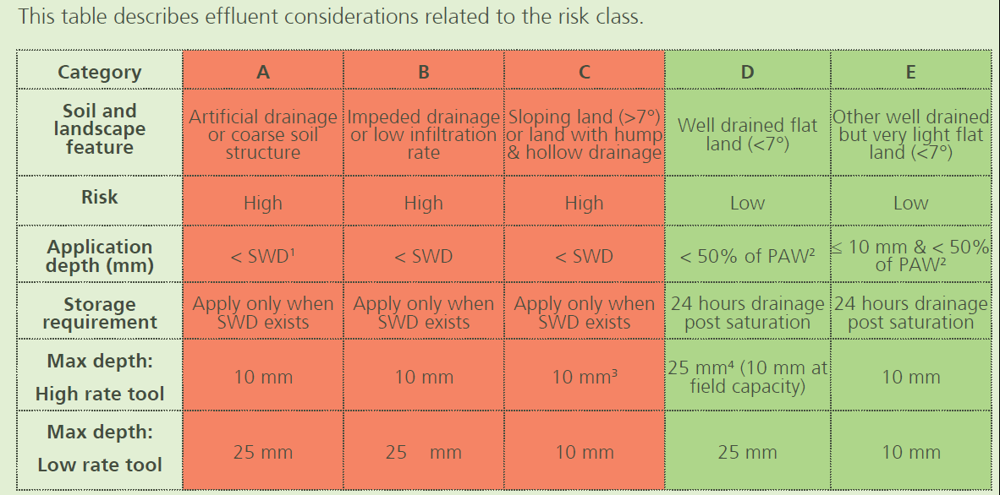 This table describes effluent considerations related to the risk class.
Category A B C D E
Soil and
landscape
feature
Artificial drainage
or coarse soil
structure
Impeded drainage
or low infiltration
rate
Sloping land (>7º)
or land with hump
& hollow drainage
Well drained flat
land (<7º)
Other well drained
but very light flat
land (<7º)
Risk High High High Low Low
Application
depth (mm)
< SWD¹
< SWD
< SWD
< 50% of PAW²
≤ 10 mm & < 50%
of PAW²
Storage
requirement
Apply only when
SWD exists
Apply only when
SWD exists
Apply only when
SWD exists
24 hours drainage
post saturation
24 hours drainage
post saturation
Max depth:
High rate tool
10 mm
10 mm
10 mm³
25 mm⁴ (10 mm at
field capacity)
10 mm
Max depth:
Low rate tool
25 mm
25 mm
10 mm
25 mm
10 mm